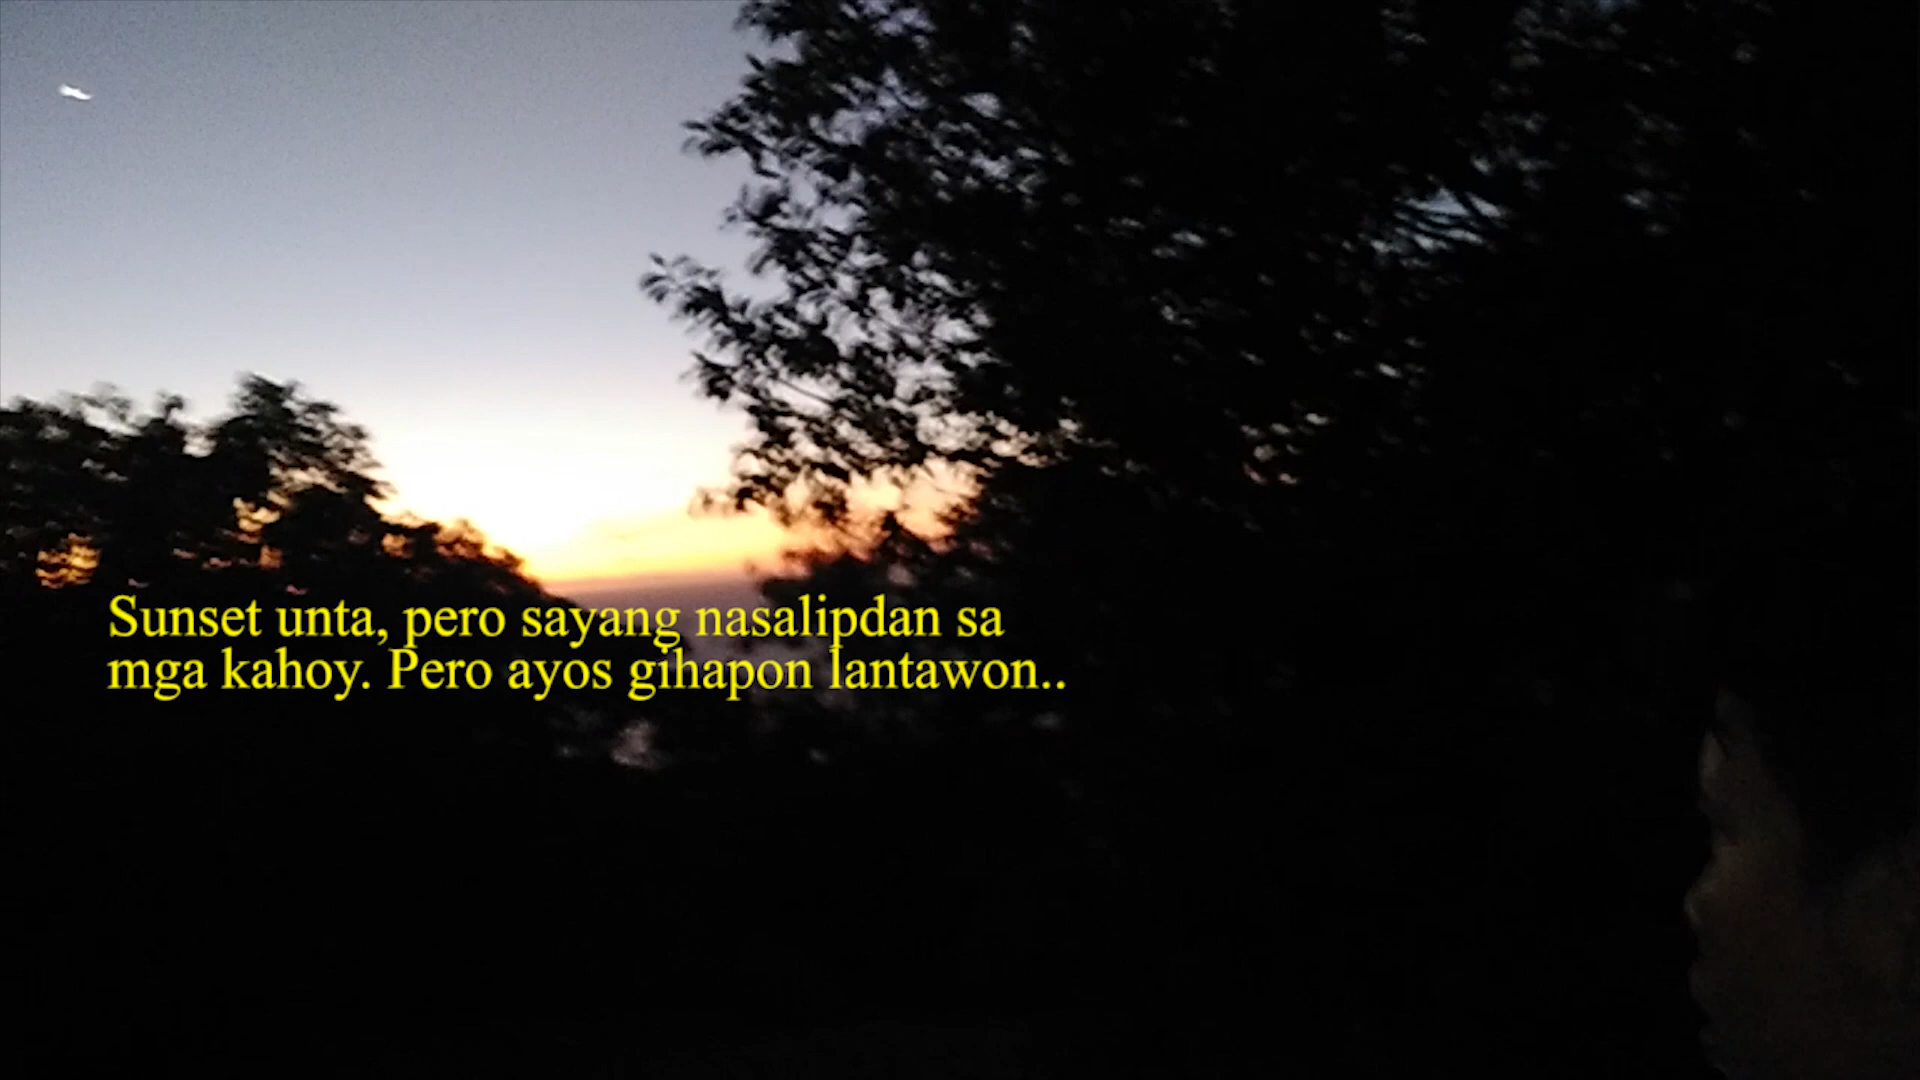 Sunset unta, pero sayang nasalipdan sa
mga kahoy. Pero ayos gihapon lantawon..